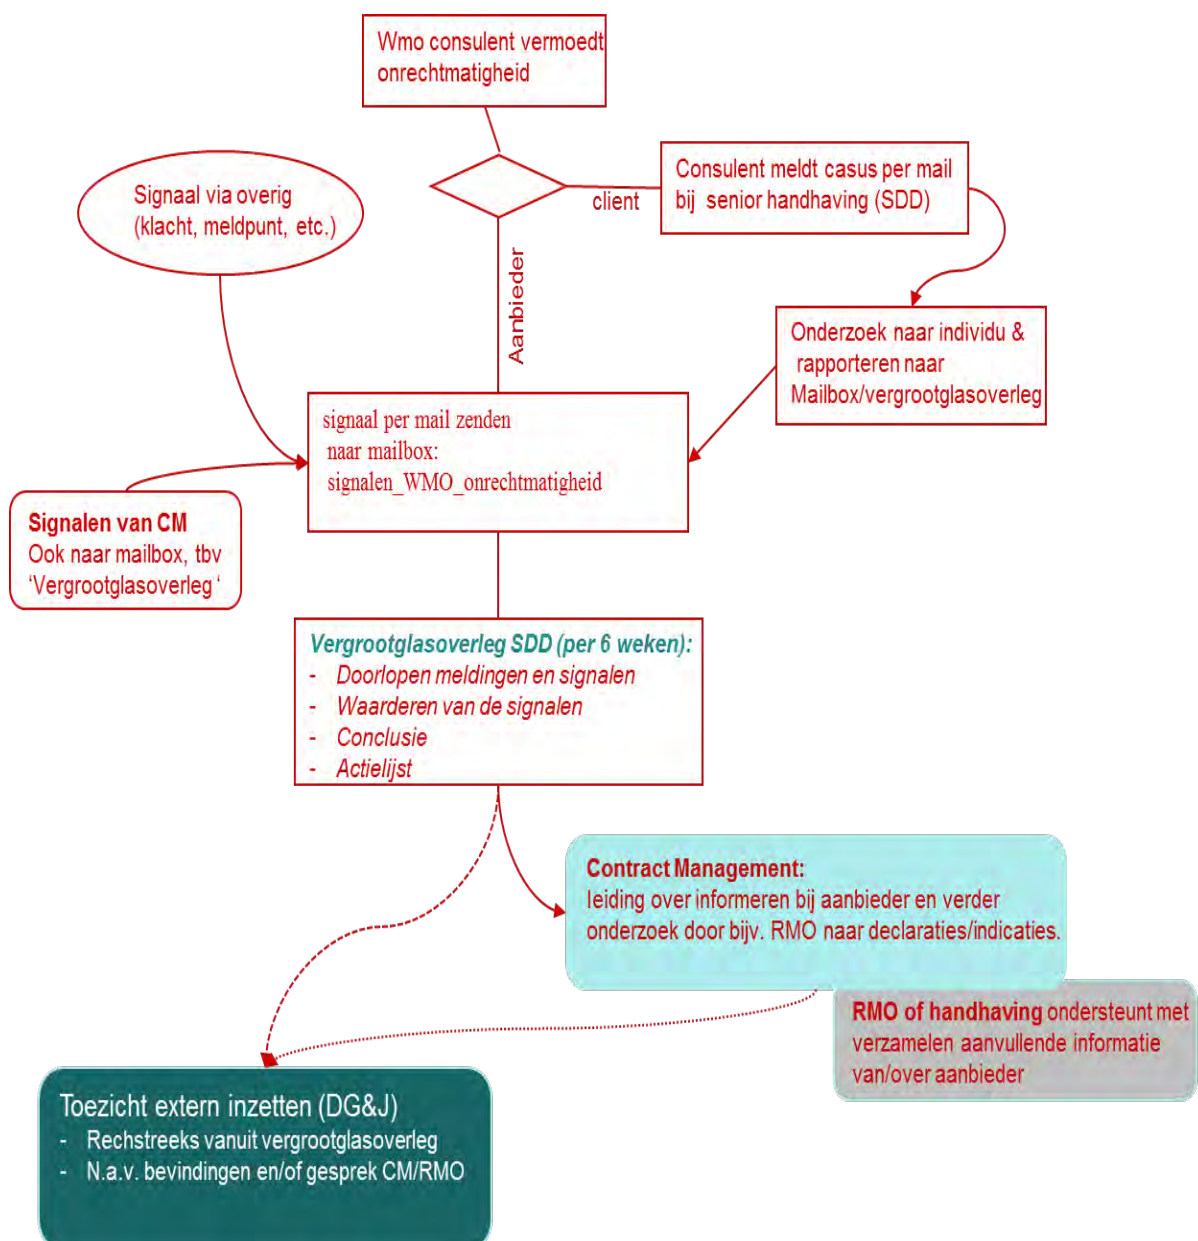 Wmo consulent vermoedt
onrechtmatigheid
Signaal via overig
(klacht, meldpunt, etc.)
client
Consulent meldt casus per mail
bij senior handhaving (SDD)
Aanbieder
Onderzoek naar individu &
rapporteren naar
Mailbox/vergrootglasoverleg
signaal per mail zenden
naar mailbox:
signalen_WMO_onrechtmatigheid
Signalen van CM
Ook naar mailbox, tbv
‘Vergrootglasoverleg ‘
Vergrootglasoverleg SDD (per 6 weken):
- Doorlopen meldingen en signalen
- Waarderen van de signalen
- Conclusie
- Actielijst
Contract Management:
leiding over informeren bij aanbieder en verder
onderzoek door bijv. RMO naar declaraties/indicaties.
RMO of handhaving ondersteunt met
verzamelen aanvullende informatie
van/over aanbieder
Toezicht extern inzetten (DG&J)
- Rechstreeks vanuit vergrootglasoverleg
- N.a.v. bevindingen en/of gesprek CM/RMO